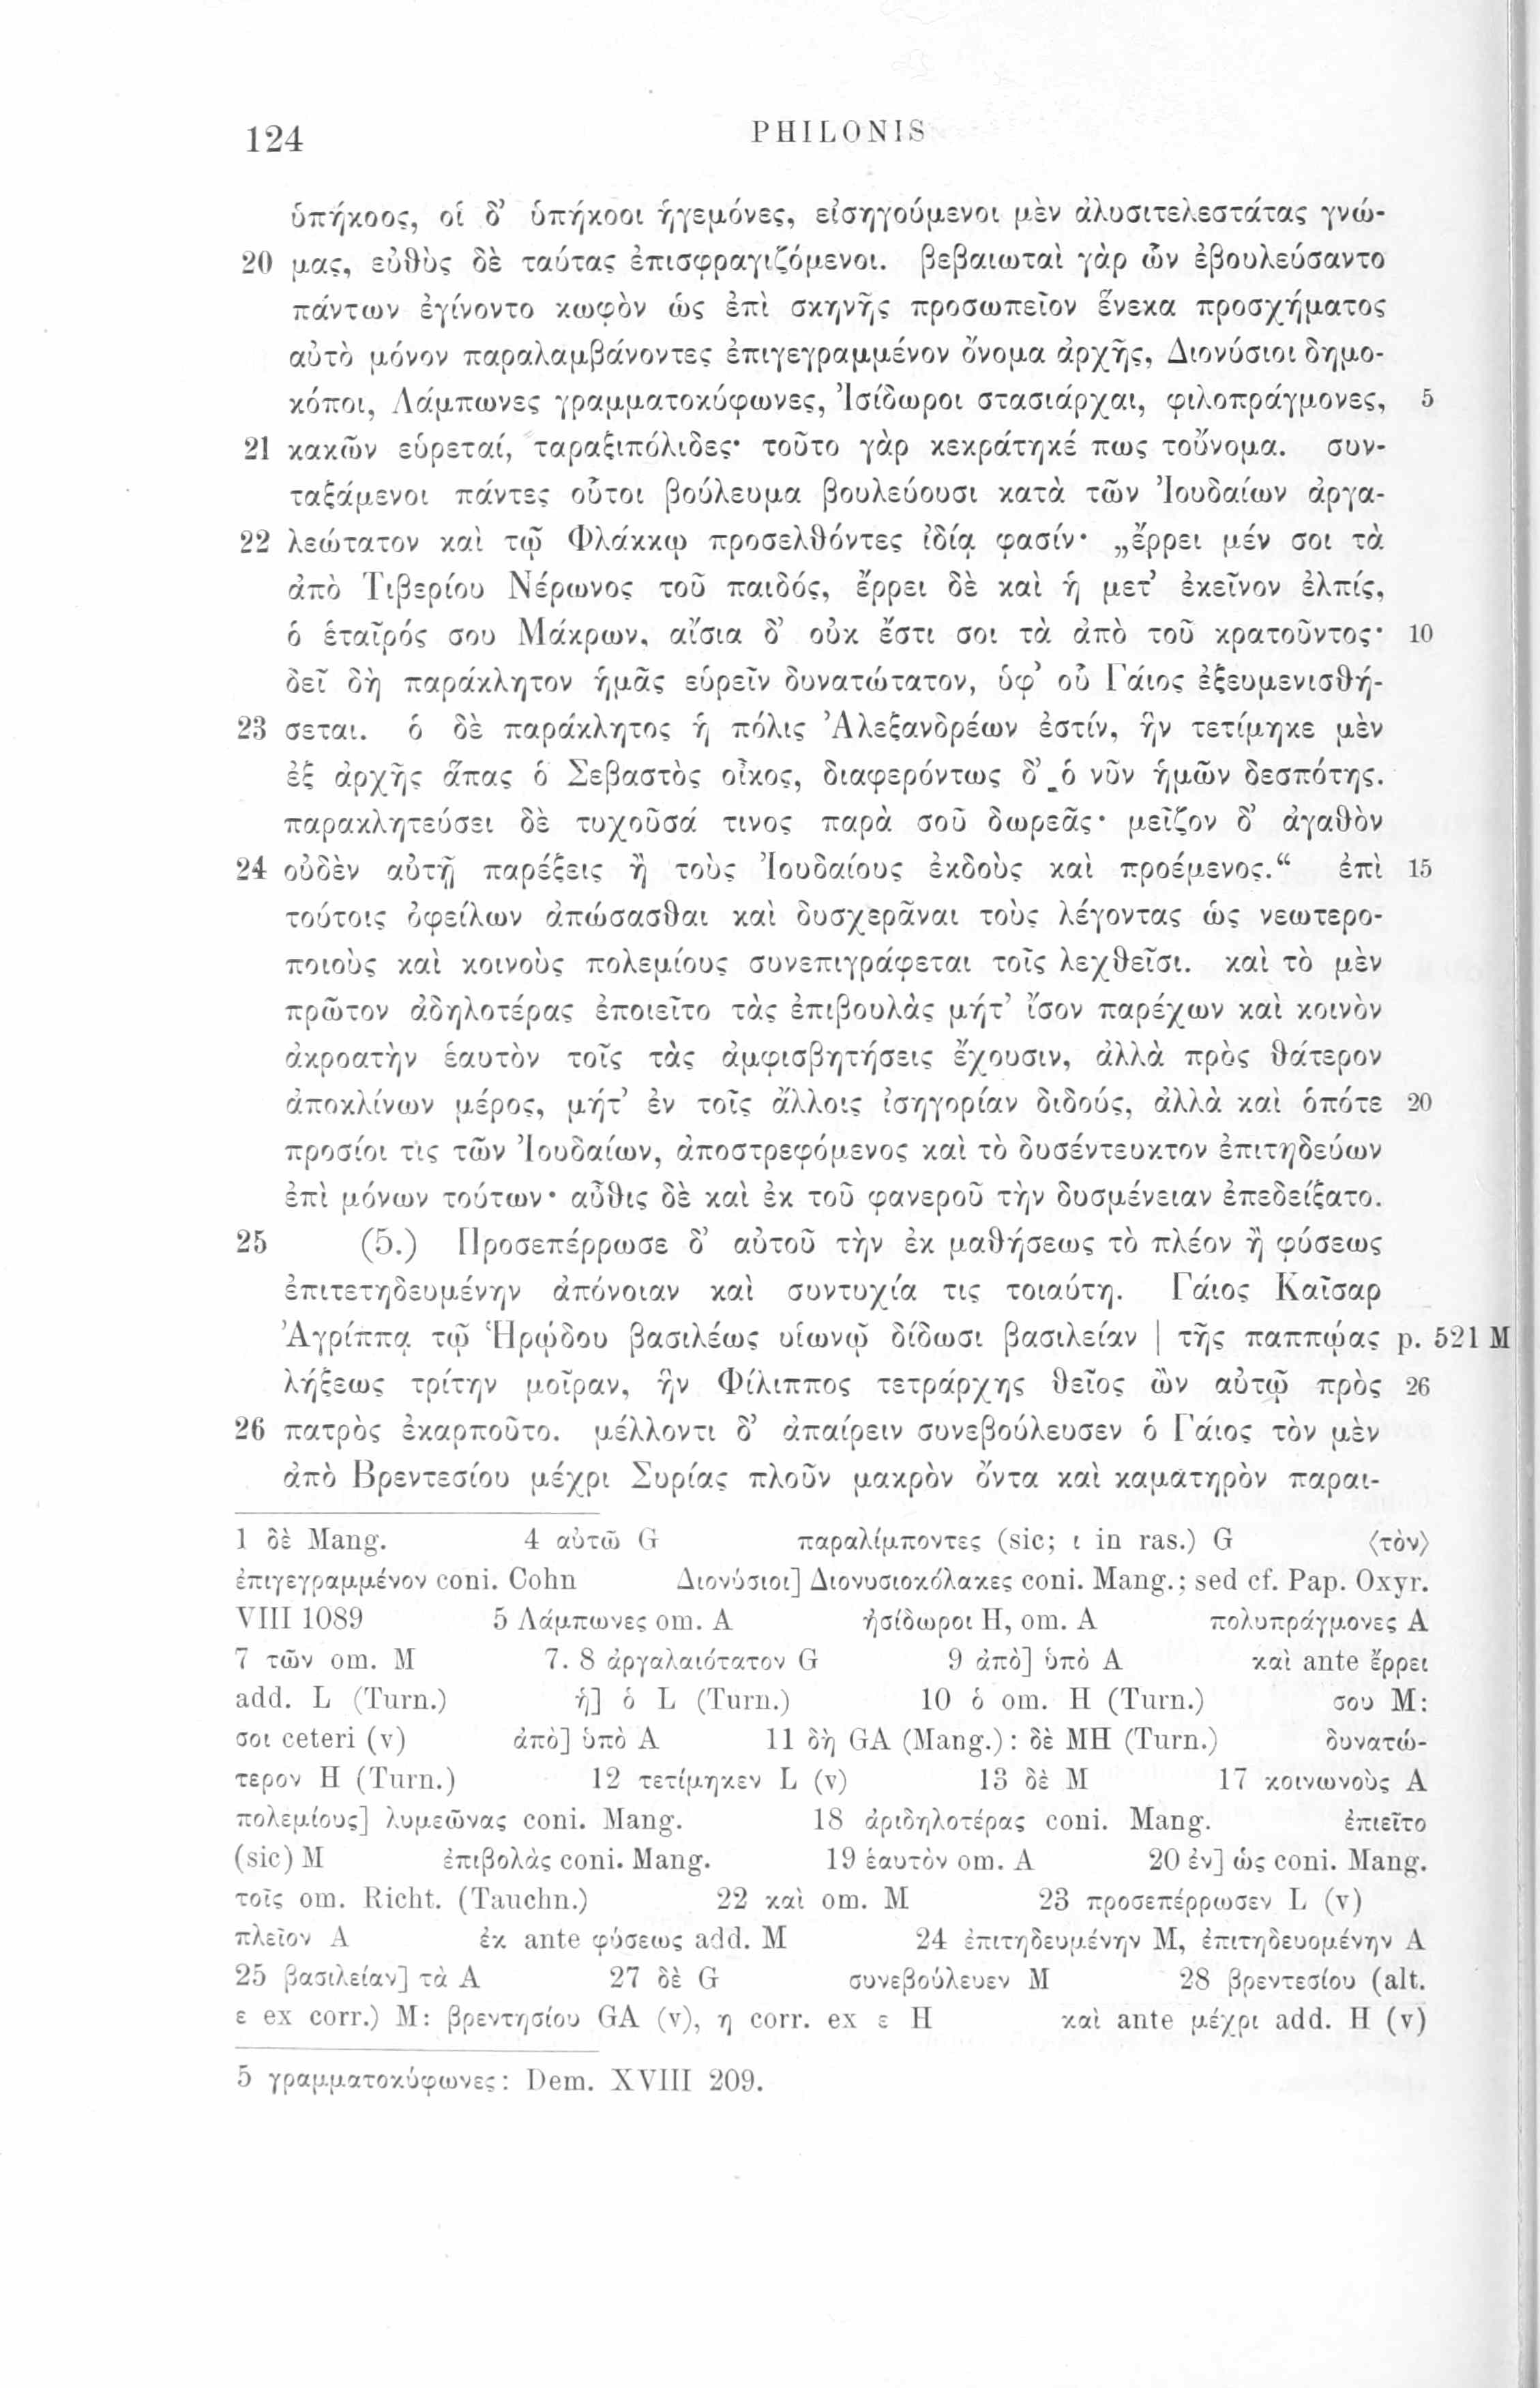 124 PHILONIS
ὑπήκοος, οἱ δ’ ὑπήκοοι ἡγεμόνες, εἰσηγούμενοι μὲν ἀλυσιτελεστάτας γνώ-
20 μας, εὐθὺς δὲ ταύτας ἐπισφραγιζόμενοι. βεβαιωταὶ γὰρ ὧν ἐβουλεύσαντο
πάντων ἐγίνοντο κωφὸν ὡς ἐπὶ σκηνῆς προσωπεῖον ἕνεκα προσχήματος
αὐτὸ μόνον παραλαμβάνοντες ἐπιγεγραμμένον ὄνομα ἀρχῆς, Διονύσιοι δημο-
κόποι, Λάμπωνες γραμματοκύφωνες, Ἰσίδωροι στασιάρχαι, φιλοπράγμονες, 5
21 κακῶν εὑρεταί, ταραξιπόλιδες· τοῦτο γὰρ κεκράτηκέ πως τοὔνομα. συν-
ταξάμενοι πάντες οὗτοι βούλευμα βουλεύουσι κατὰ τῶν Ἰουδαίων ἀργα-
22 λεώτατον καὶ τῷ Φλάκκῳ προσελθόντες ἰδίᾳ φασίν· „ἔρρει μέν σοι τὰ
ἀπὸ Τιβερίου Νέρωνος τοῦ παιδός, ἔρρει δὲ καὶ ἡ μετ’ ἐκεῖνον ἐλπίς,
ὁ ἑταῖρός σου Μάκρων, αἴσια δ’ οὐκ ἔστι σοι τὰ ἀπὸ τοῦ κρατοῦντος· 10
δεῖ δὴ παράκλητον ἡμᾶς εὑρεῖν δυνατώτατον, ὑφ’ οὗ Γάιος ἐξευμενισθή-
23 σεται. ὁ δὲ παράκλητος ἡ πόλις Ἀλεξανδρέων ἐστίν, ἣν τετίμηκε μὲν
ἐξ ἀρχῆς ἅπας ὁ Σεβαστὸς οἶκος, διαφερόντως δ’ ὁ νῦν ἡμῶν δεσπότης.
παρακλητεύσει δὲ τυχοῦσά τινος παρὰ σοῦ δωρεᾶς· μεῖζον δ’ ἀγαθὸν
24 οὐδὲν αὐτῇ παρέξεις ἢ τοὺς Ἰουδαίους ἐκδοὺς καὶ προέμενος.“ ἐπὶ 15
τούτοις ὀφείλων ἀπώσασθαι καὶ δυσχερᾶναι τοὺς λέγοντας ὡς νεωτερο-
ποιοὺς καὶ κοινοὺς πολεμίους συνεπιγράφεται τοῖς λεχθεῖσι. καὶ τὸ μὲν
πρῶτον ἀδηλοτέρας ἐποιεῖτο τὰς ἐπιβουλὰς μήτ’ ἴσον παρέχων καὶ κοινὸν
ἀκροατὴν ἑαυτὸν τοῖς τὰς ἀμφισβητήσεις ἔχουσιν, ἀλλὰ πρὸς θάτερον
ἀποκλίνων μέρος, μήτ’ ἐν τοῖς ἄλλοις ἰσηγορίαν διδούς, ἀλλὰ καὶ ὁπότε 20
προσίοι τις τῶν Ἰουδαίων, ἀποστρεφόμενος καὶ τὸ δυσέντευκτον ἐπιτηδεύων
ἐπὶ μόνων τούτων· αὖθις δὲ καὶ ἐκ τοῦ φανεροῦ τὴν δυσμένειαν ἐπεδείξατο.
25 (5.) Προσεπέρρωσε δ’ αὐτοῦ τὴν ἐκ μαθήσεως τὸ πλέον ἢ φύσεως
ἐπιτετηδευμένην ἀπόνοιαν καὶ συντυχία τις τοιαύτη. Γάιος Καῖσαρ
Ἀγρίππᾳ τῷ Ἡρῴδου βασιλέως υἱωνῷ δίδωσι βασιλείαν | τῆς παππῴας p. 521 M
λήξεως τρίτην μοῖραν, ἣν Φίλιππος τετράρχης θεῖος ὢν αὐτῷ πρὸς 26
26 πατρὸς ἐκαρποῦτο. μέλλοντι δ’ ἀπαίρειν συνεβούλευσεν ὁ Γάιος τὸν μὲν
ἀπὸ Βρεντεσίου μέχρι Συρίας πλοῦν μακρὸν ὄντα καὶ καματηρὸν παραι-
1 δὲ Mang. 4 αὐτῶ G παραλίμποντες (sic; ι in ras.) G ⟨τὸν⟩
ἐπιγεγραμμένον coni. Cohn Διονύσιοι] Διονυσιοκόλακες coni. Mang.; sed cf. Pap. Oxyr.
VIII 1089 5 Λάμπωνες om. A ἠσίδωροι H, om. A πολυπράγμονες A
7 τῶν om. M 7. 8 ἀργαλαιότατον G 9 ἀπὸ] ὑπὸ A καὶ ante ἔρρει
add. L (Turn.) ἡ] ὁ L (Turn.) 10 ὁ om. H (Turn.) σου M:
σοι ceteri (v) ἀπὸ] ὑπὸ A 11 δὴ GA (Mang.): δὲ MH (Turn.) δυνατώ-
τερον H (Turn.) 12 τετίμηκεν L (v) 13 δὲ M 17 κοινωνοὺς A
πολεμίους] λυμεῶνας coni. Mang. 18 ἀριδηλοτέρας coni. Mang. ἐπιεῖτο
(sic) M ἐπιβολὰς coni. Mang. 19 ἑαυτὸν om. A 20 ἐν] ὡς coni. Mang.
τοῖς om. Richt. (Tauchn.) 22 καὶ om. M 23 προσεπέρρωσεν L (v)
πλεῖον A ἐκ ante φύσεως add. M 24 ἐπιτηδευμένην M, ἐπιτηδευομένην A
25 βασιλείαν] τὰ A 27 δὲ G συνεβούλευεν M 28 βρεντεσίου (alt.
ε ex corr.) M: βρεντησίου GA (v), η corr. ex ε H καὶ ante μέχρι add. H (v)
5 γραμματοκύφωνες: Dem. XVIII 209.